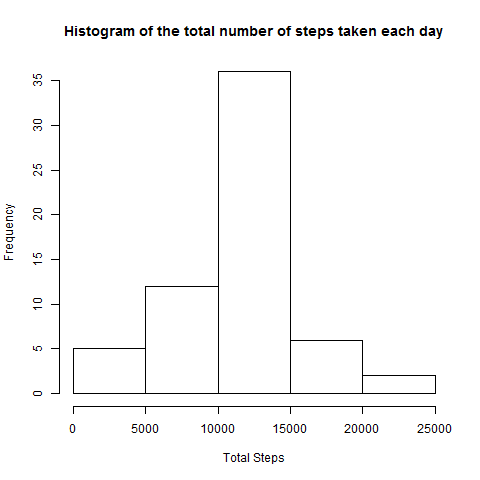 Histogram of the total number of steps taken each day
Frequency
35
30
25
20
15
10
5
0
0 5000 10000 15000 20000 25000
Total Steps